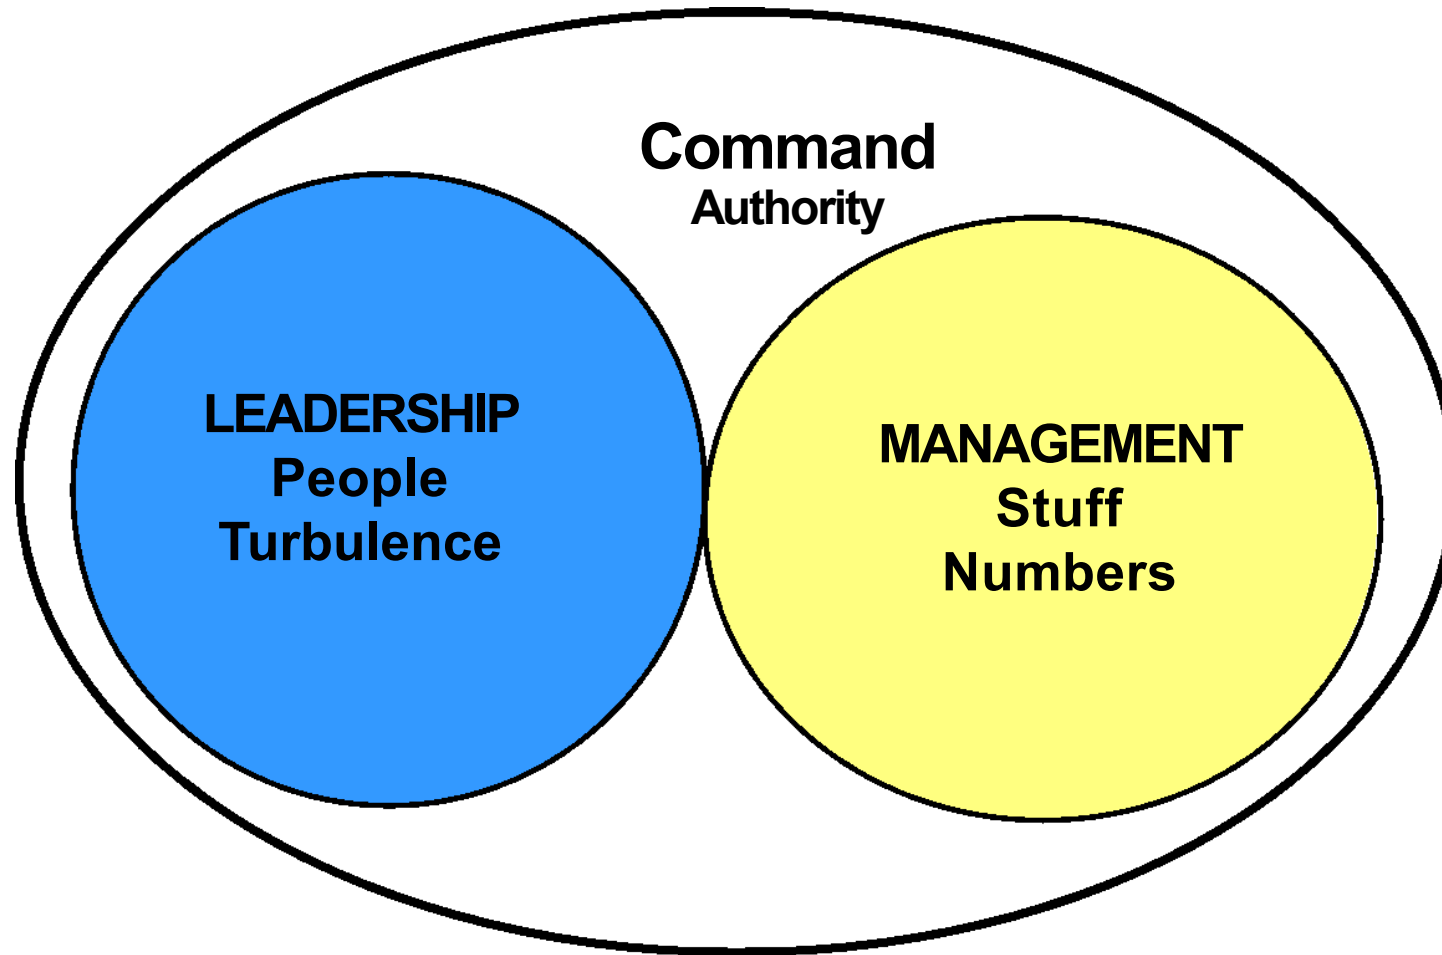 Command
Authority
LEADERSHIP
People
Turbulence
MANAGEMENT
Stuff
Numbers